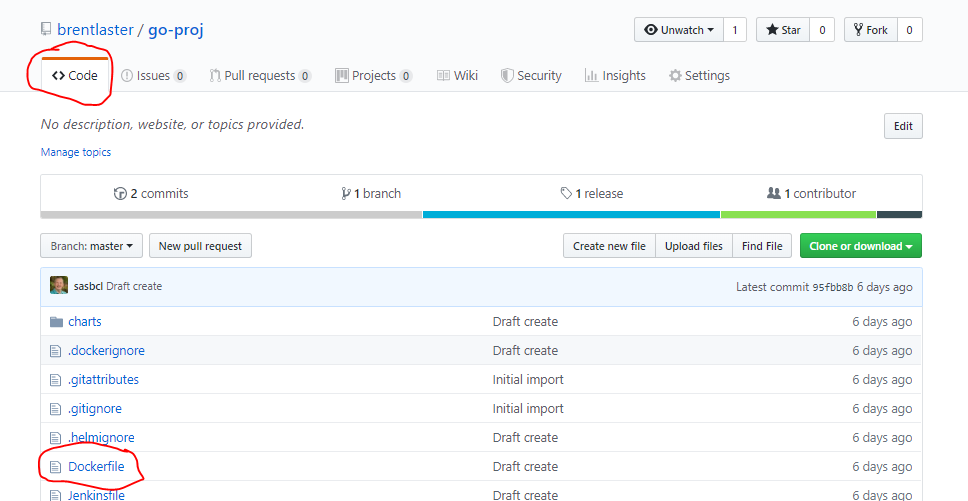 brentlaster / go-proj
Unwatch 1 Star 0 Fork 0
<> Code Issues 0 Pull requests 0 Projects 0 Wiki Security Insights Settings
No description, website, or topics provided.
Edit
Manage topics
2 commits 1 branch 1 release 1 contributor
Branch: master New pull request Create new file Upload files Find File Clone or download
sasbcl Draft create Latest commit 95fbb8b 6 days ago
charts Draft create 6 days ago
.dockerignore Draft create 6 days ago
.gitattributes Initial import 6 days ago
.gitignore Initial import 6 days ago
.helmignore Draft create 6 days ago
Dockerfile Draft create 6 days ago
Jenkinsfile Draft create 6 days ago